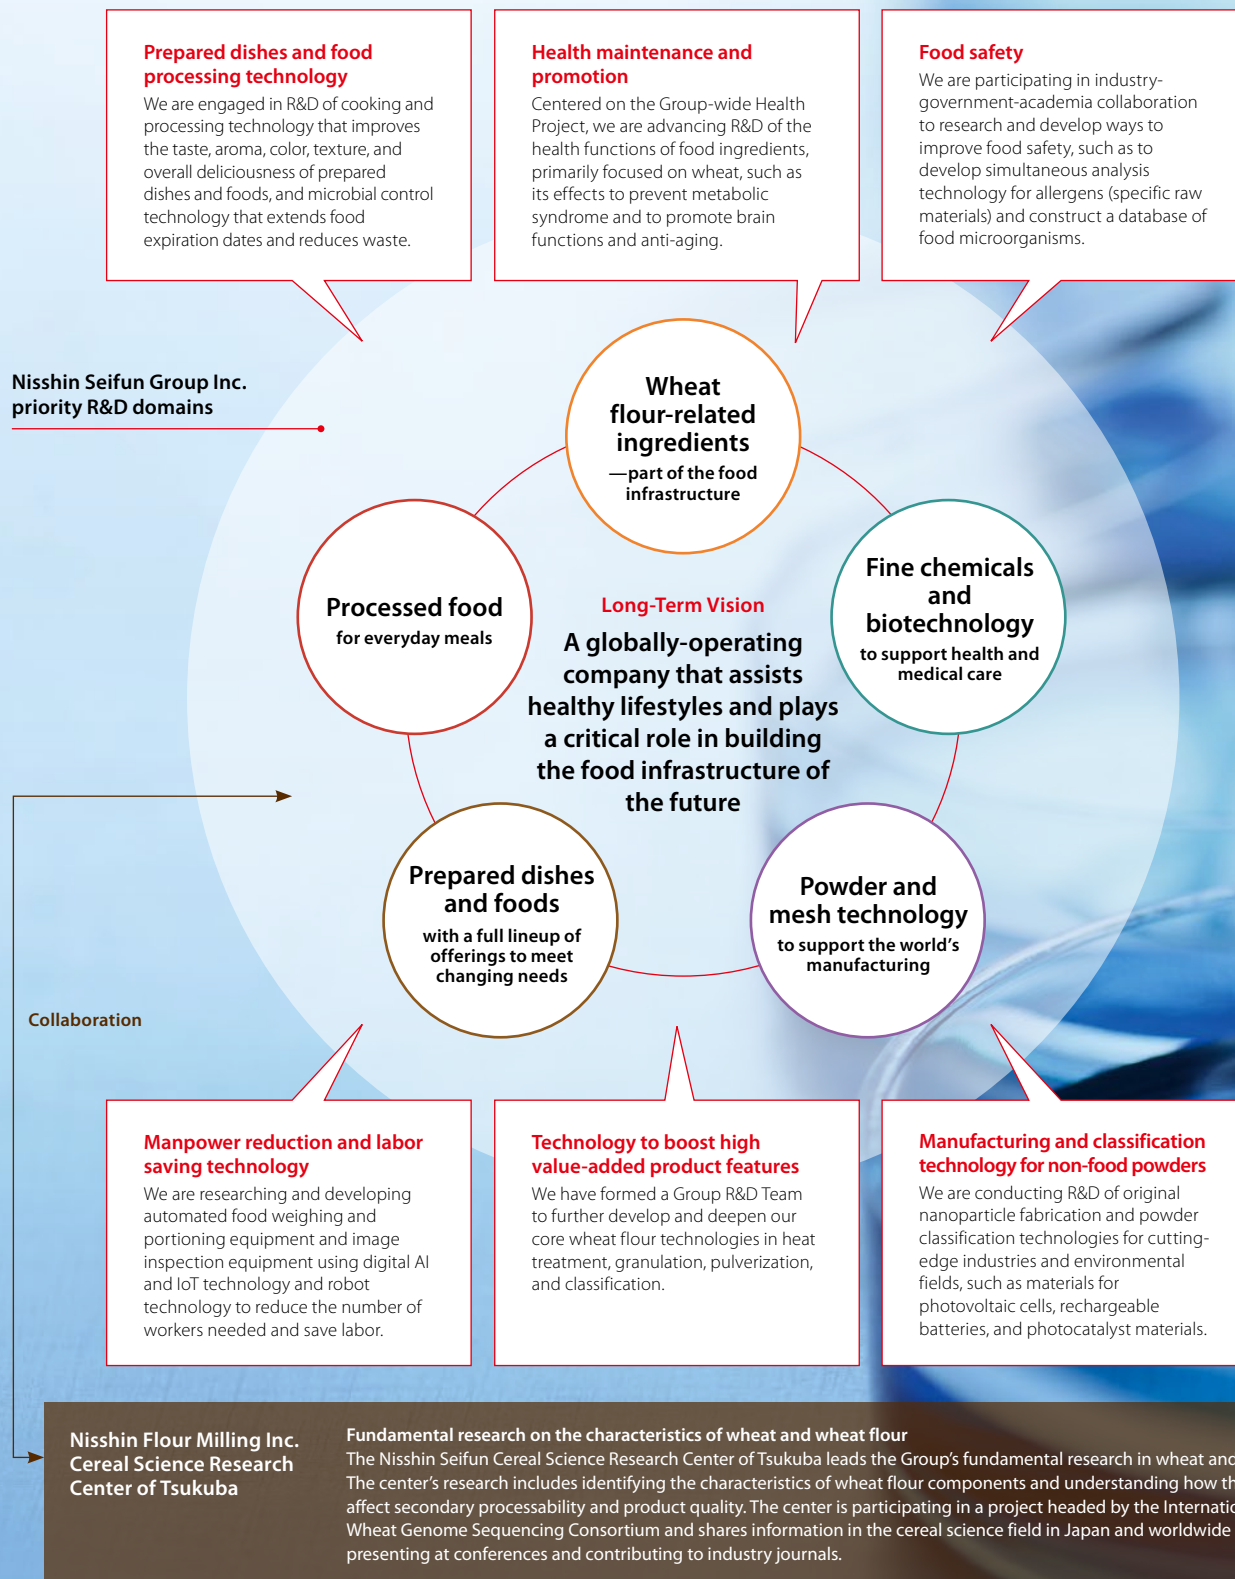 Prepared dishes and food
processing technology
We are engaged in R&D of cooking and
processing technology that improves
the taste, aroma, color, texture, and
overall deliciousness of prepared
dishes and foods, and microbial control
technology that extends food
expiration dates and reduces waste.
Health maintenance and
promotion
Centered on the Group-wide Health
Project, we are advancing R&D of the
health functions of food ingredients,
primarily focused on wheat, such as
its effects to prevent metabolic
syndrome and to promote brain
functions and anti-aging.
Food safety
We are participating in industry-
government-academia collaboration
to research and develop ways to
improve food safety, such as to
develop simultaneous analysis
technology for allergens (specific raw
materials) and construct a database of
food microorganisms.
Nisshin Seifun Group Inc.
priority R&D domains
Wheat
flour-related
ingredients
—part of the food
infrastructure
Processed food
for everyday meals
Fine chemicals
and
biotechnology
to support health and
medical care
Long-Term Vision
A globally-operating
company that assists
healthy lifestyles and plays
a critical role in building
the food infrastructure of
the future
Prepared dishes
and foods
with a full lineup of
offerings to meet
changing needs
Powder and
mesh technology
to support the world's
manufacturing
Collaboration
Manpower reduction and labor
saving technology
We are researching and developing
automated food weighing and
portioning equipment and image
inspection equipment using digital AI
and IoT technology and robot
technology to reduce the number of
workers needed and save labor.
Technology to boost high
value-added product features
We have formed a Group R&D Team
to further develop and deepen our
core wheat flour technologies in heat
treatment, granulation, pulverization,
and classification.
Manufacturing and classification
technology for non-food powders
We are conducting R&D of original
nanoparticle fabrication and powder
classification technologies for cutting-
edge industries and environmental
fields, such as materials for
photovoltaic cells, rechargeable
batteries, and photocatalyst materials.
Nisshin Flour Milling Inc.
Cereal Science Research
Center of Tsukuba
Fundamental research on the characteristics of wheat and wheat flour
The Nisshin Seifun Cereal Science Research Center of Tsukuba leads the Group's fundamental research in wheat and
The center's research includes identifying the characteristics of wheat flour components and understanding how
affect secondary processability and product quality. The center is participating in a project headed by the
Wheat Genome Sequencing Consortium and shares information in the cereal science field in Japan and worldwide
presenting at conferences and contributing to industry journals.